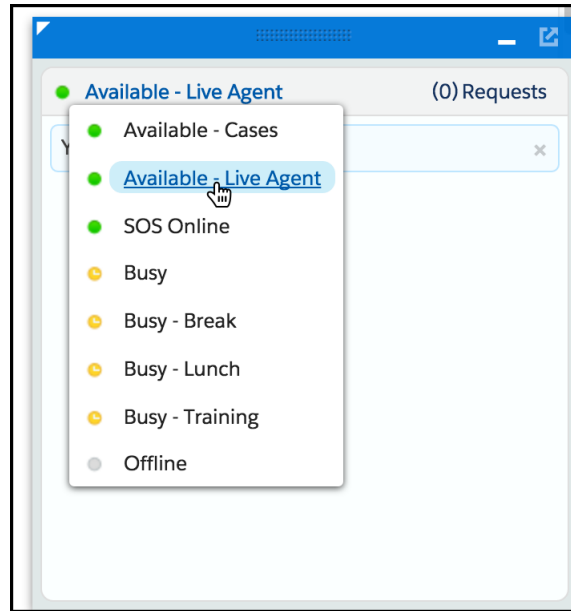 Available - Live Agent (0) Requests
Available - Cases
Available - Live Agent
SOS Online
Busy
Busy - Break
Busy - Lunch
Busy - Training
Offline